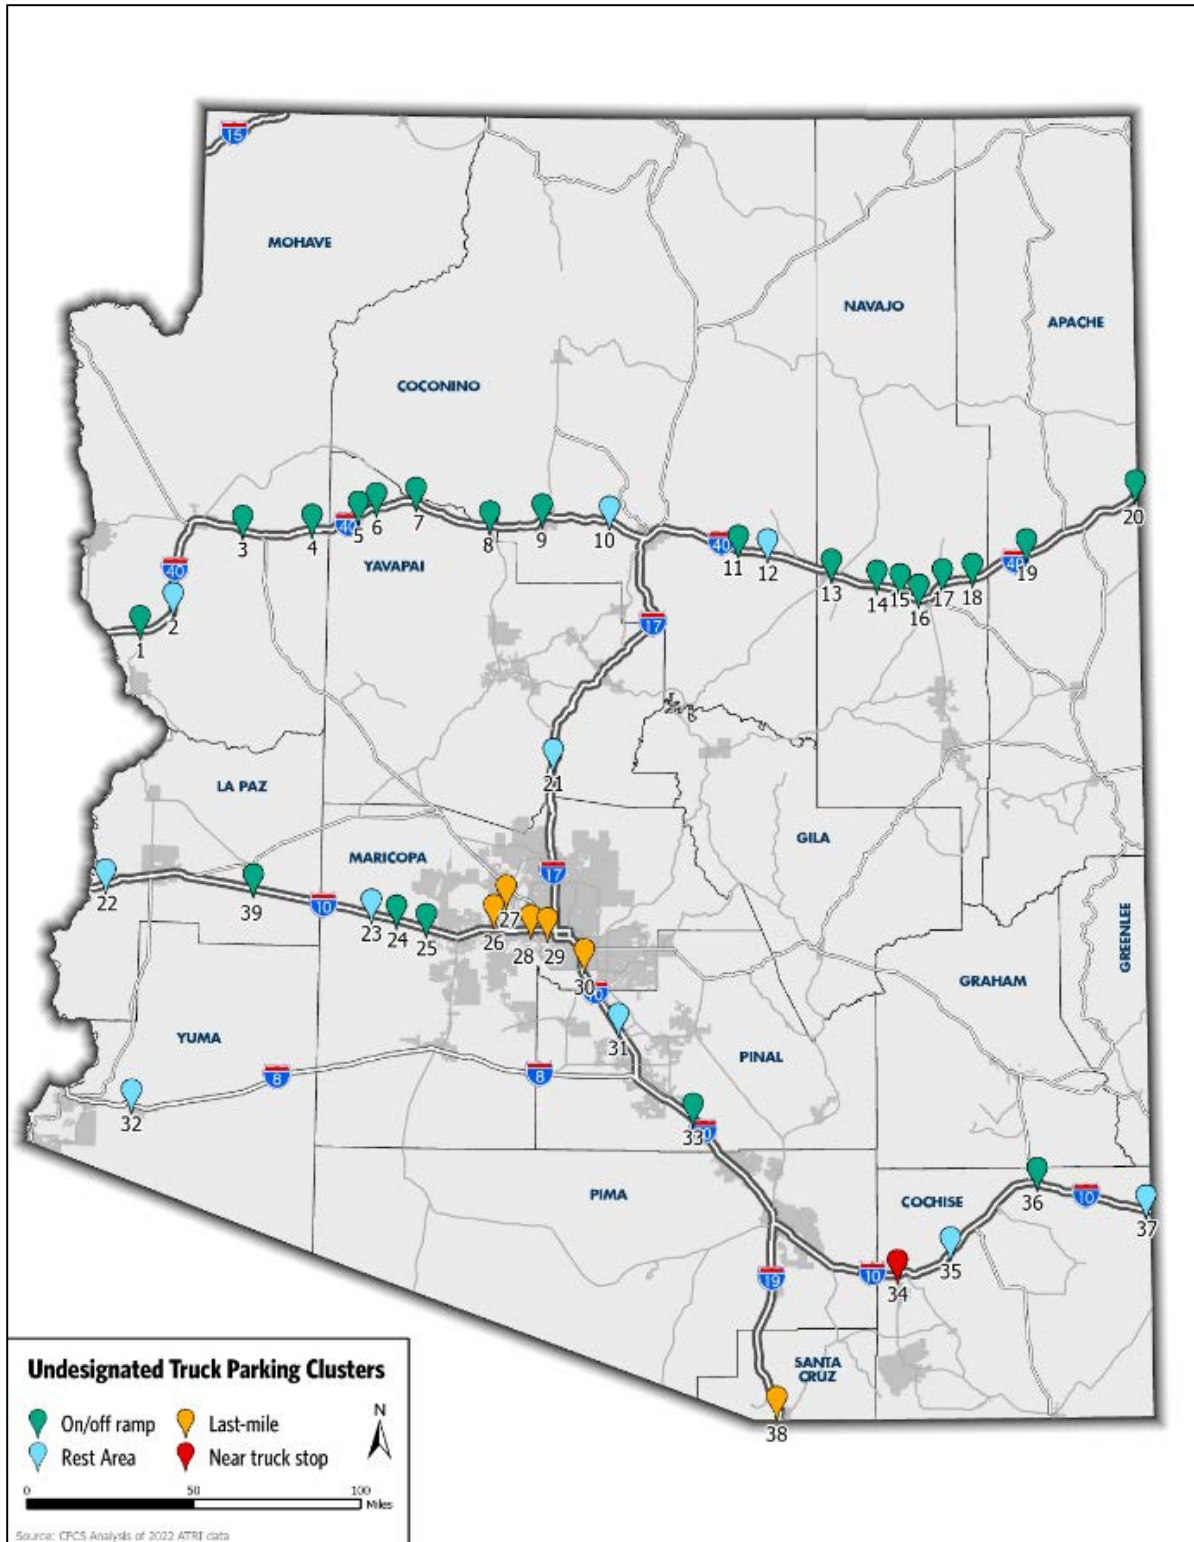 15
MOHAVE
NAVAJO
APACHE
COCONINO
20
3
4
40
5
6
7
8
9
10
40
11
12
13
14
15
16
17
18
40
19
40
2
1
YAVAPAI
17
21
LA PAZ
GILA
MARICOPA
22
39
10
23
24
25
26
27
28
29
17
30
10
31
GREENLEE
GRAHAM
YUMA
PINAL
32
8
8
33
10
PIMA
COCHISE
36
10
37
35
34
10
19
SANTA
CRUZ
38
Undesignated Truck Parking Clusters
On/off ramp
Last-mile
N
Rest Area
Near truck stop
0
50
100
Miles
Source: CPCS Analysis of 2022 ATRI data